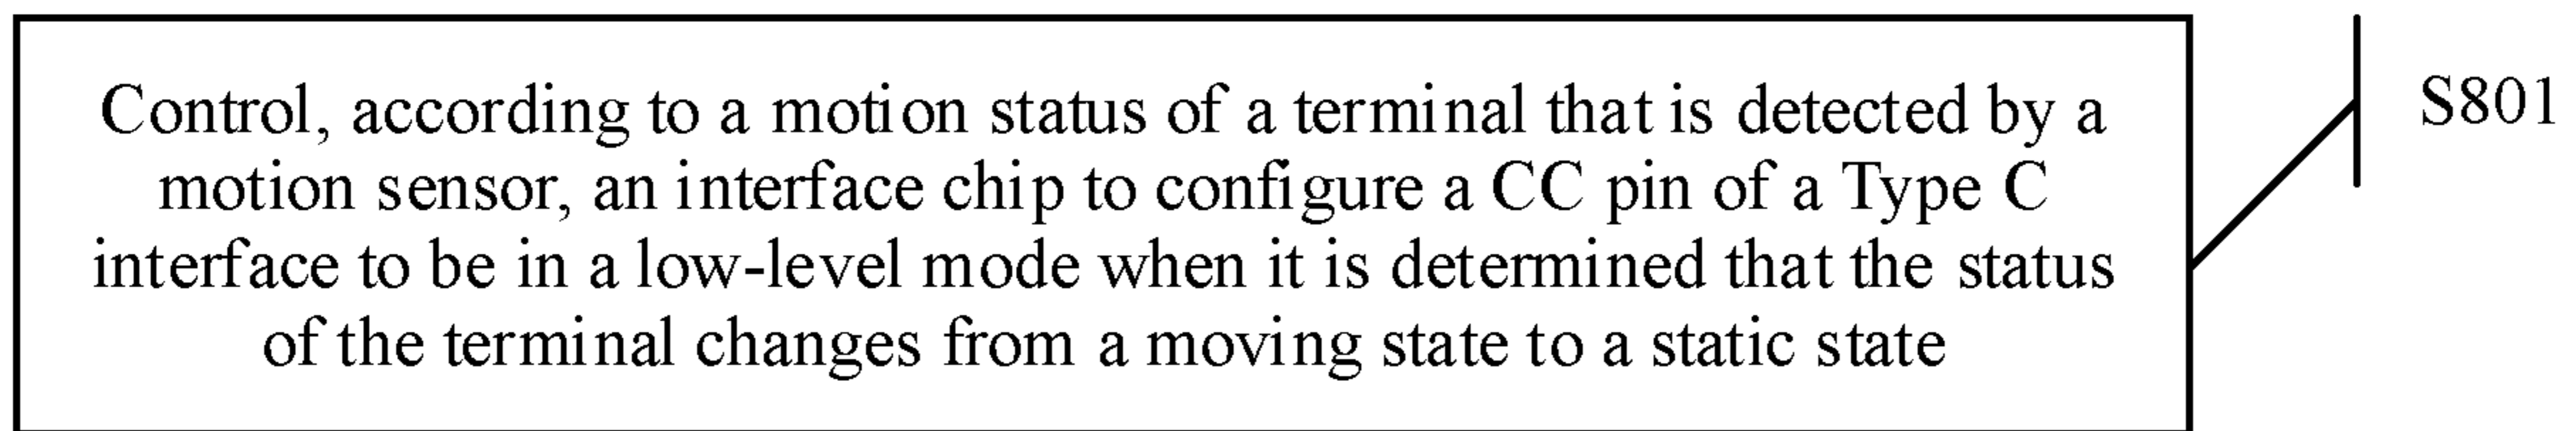 Control, according to a motion status of a terminal that is detected by a
motion sensor, an interface chip to configure a CC pin of a Type C
interface to be in a low-level mode when it is determined that the status
of the terminal changes from a moving state to a static state
S801